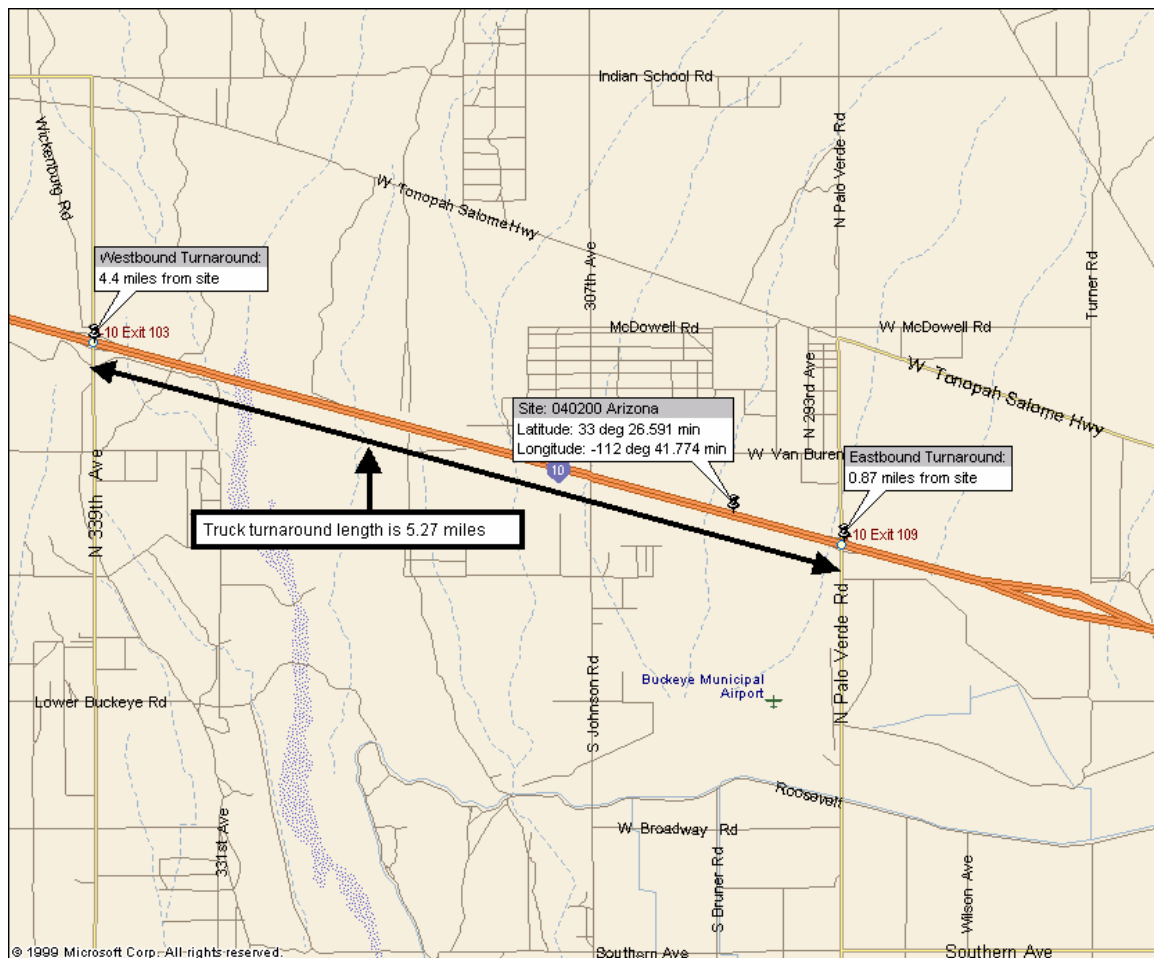 Indian School Rd
Wickenburg Rd
W Tonopah Salome Hwy
N Palo Verde Rd
307th Ave
Turner Rd
Westbound Turnaround:
4.4 miles from site
10 Exit 103
McDowell Rd
W McDowell Rd
W Tonopah Salome Hwy
N 293rd Ave
Site: 040200 Arizona
Latitude: 33 deg 26.591 min
Longitude: -112 deg 41.774 min
W Van Buren
Eastbound Turnaround:
0.87 miles from site
10
N 339th Ave
Truck turnaround length is 5.27 miles
10 Exit 109
N Palo Verde Rd
Buckeye Municipal
Airport
S Johnson Rd
Lower Buckeye Rd
Roosevelt
W Broadway Rd
331st Ave
S Bruner Rd
Wilson Ave
© 1999 Microsoft Corp. All rights reserved.
Southern Ave
Southern Ave